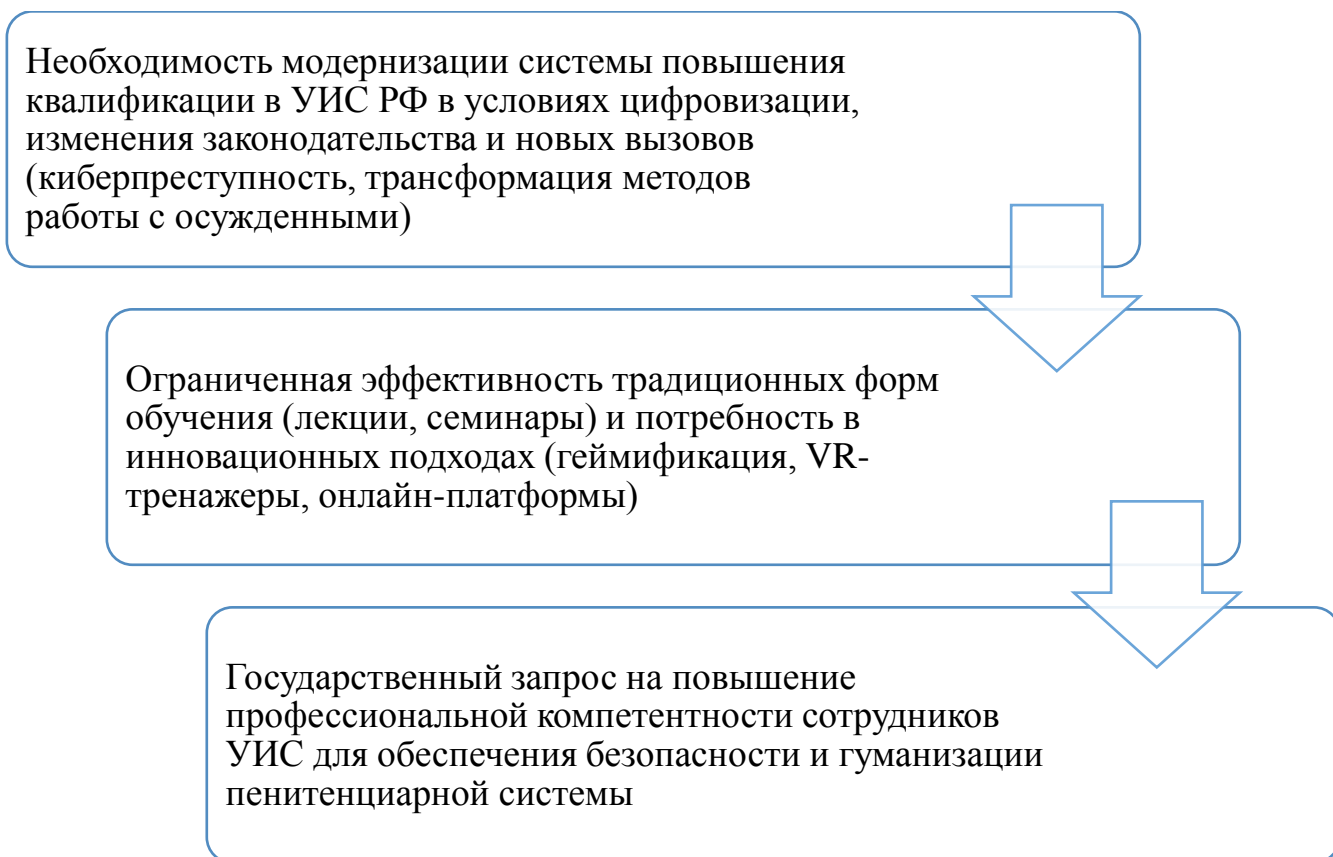 Необходимость модернизации системы повышения
квалификации в УИС РФ в условиях цифровизации,
изменения законодательства и новых вызовов
(киберпреступность, трансформация методов
работы с осужденными)
Ограниченная эффективность традиционных форм
обучения (лекции, семинары) и потребность в
инновационных подходах (геймификация, VR-
тренажеры, онлайн-платформы)
Государственный запрос на повышение
профессиональной компетентности сотрудников
УИС для обеспечения безопасности и гуманизации
пенитенциарной системы